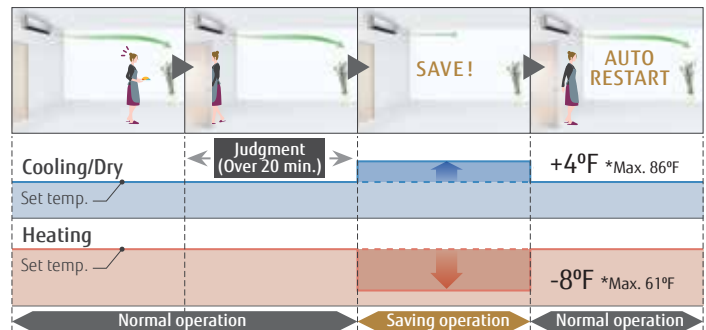 SAVE!
AUTO
RESTART
Judgment
(Over 20 min.)
Cooling/Dry
+4ºF *Max. 86ºF
Set temp.
Heating
Set temp.
-8ºF *Max. 61ºF
Normal operation
Saving operation
Normal operation